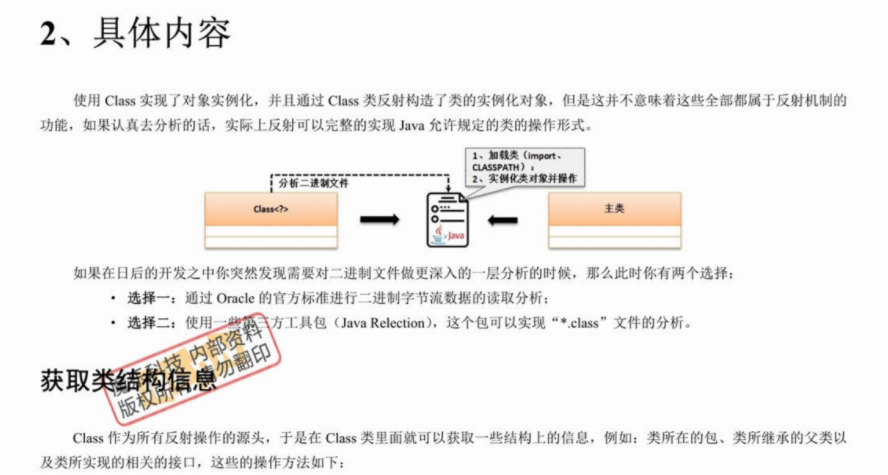 2、具体内容
使用 Class 实现了对象实例化，并且通过 Class 类反射构造了类的实例化对象，但是这并不意味着这些全部都属于反射机制的
功能，如果认真去分析的话，实际上反射可以完整的实现 Java 允许规定的类的操作形式。
1、加载类（import、
CLASSPATH）；
2、实例化类对象并操作
分析二进制文件
Class<?>
Java
主类
如果在日后的开发之中你突然发现需要对二进制文件做更深入的一层分析的时候，那么此时你有两个选择：
• 选择一：通过 Oracle 的官方标准进行二进制字节流数据的读取分析；
• 选择二：使用一些第三方工具包（Java Relection），这个包可以实现“*.class”文件的分析。
科技 内部资料
版权所有 请勿翻印
获取类结构信息
Class 作为所有反射操作的源头，于是在 Class 类里面就可以获取一些结构上的信息，例如：类所在的包、类所继承的父类以
及类所实现的相关的接口，这些的操作方法如下：